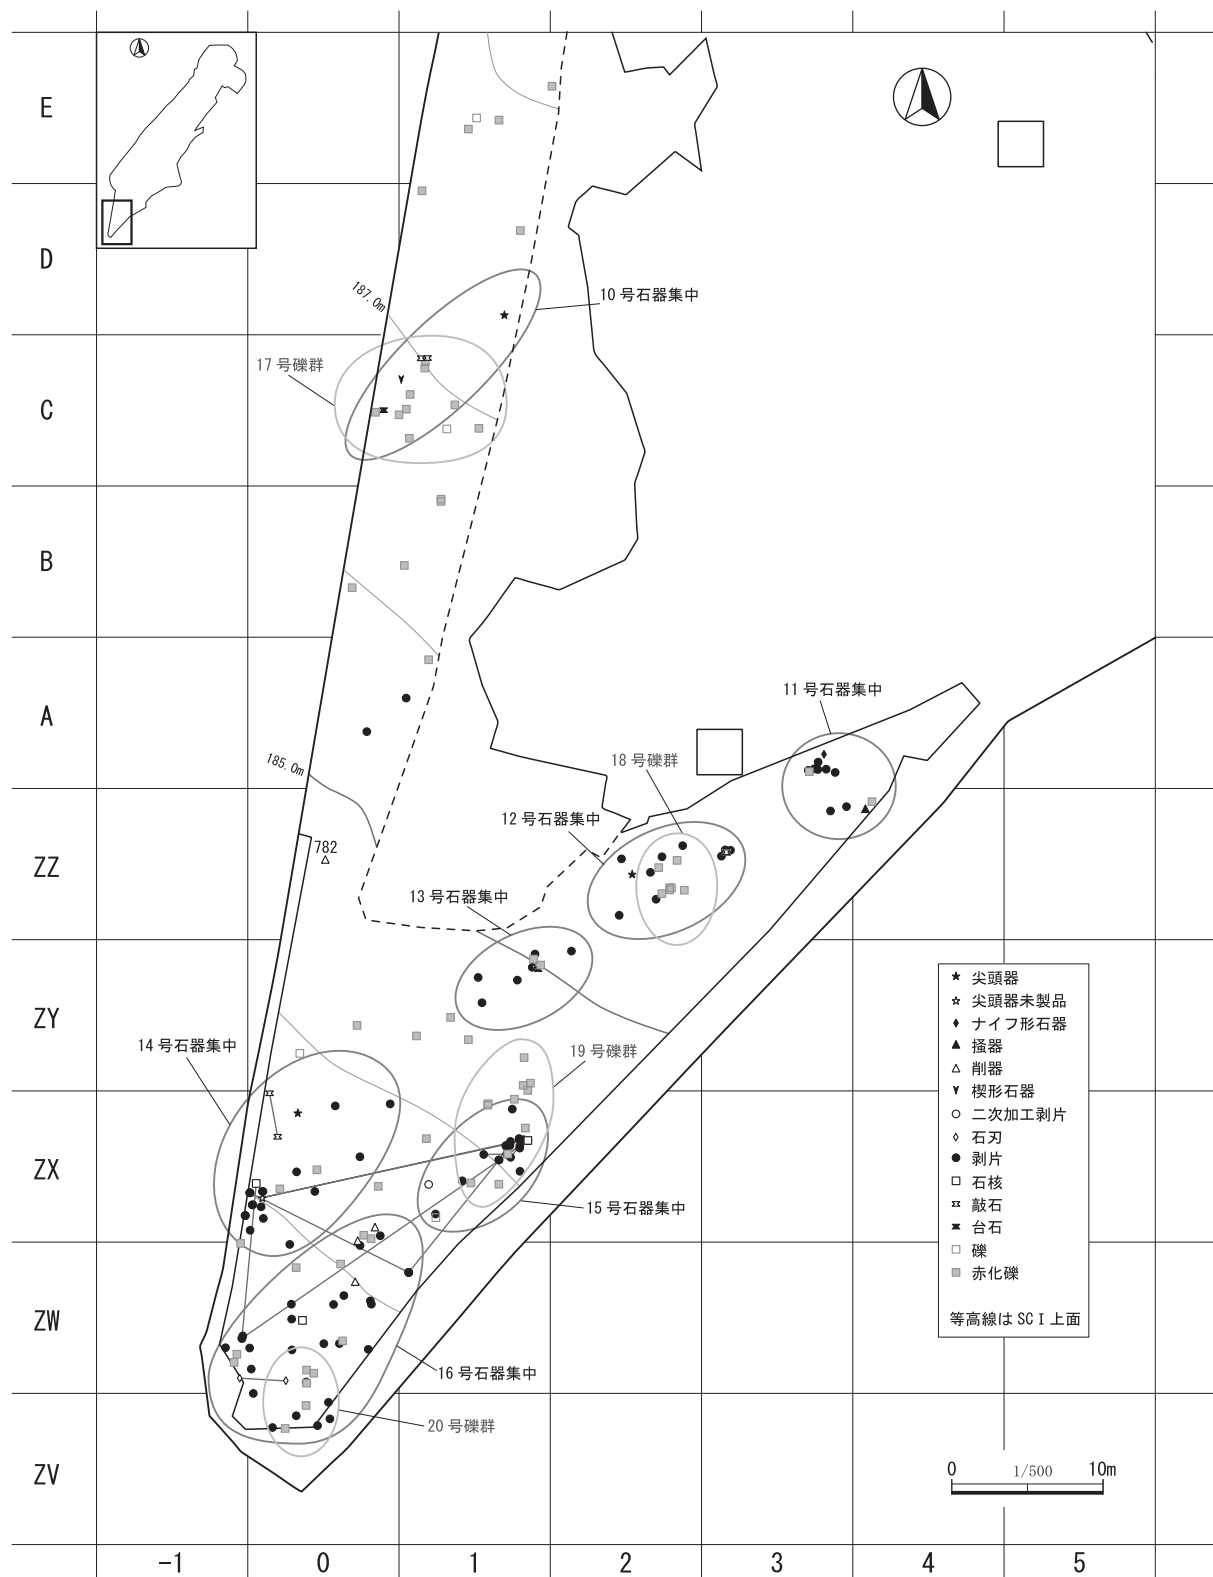 E
D
187.0m
10号石器集中
17号礫群
C
B
A
11号石器集中
185.0m
18号礫群
12号石器集中
782
ZZ
13号石器集中
ZY
14号石器集中
19号礫群
ZX
15号石器集中
ZW
16号石器集中
20号礫群
ZV
尖頭器
尖頭器未製品
ナイフ形石器
掻器
削器
楔形石器
二次加工剥片
石刃
剥片
石核
敲石
台石
礫
赤化礫
等高線はSCⅠ上面
0 1/500 10m
-1 0 1 2 3 4 5